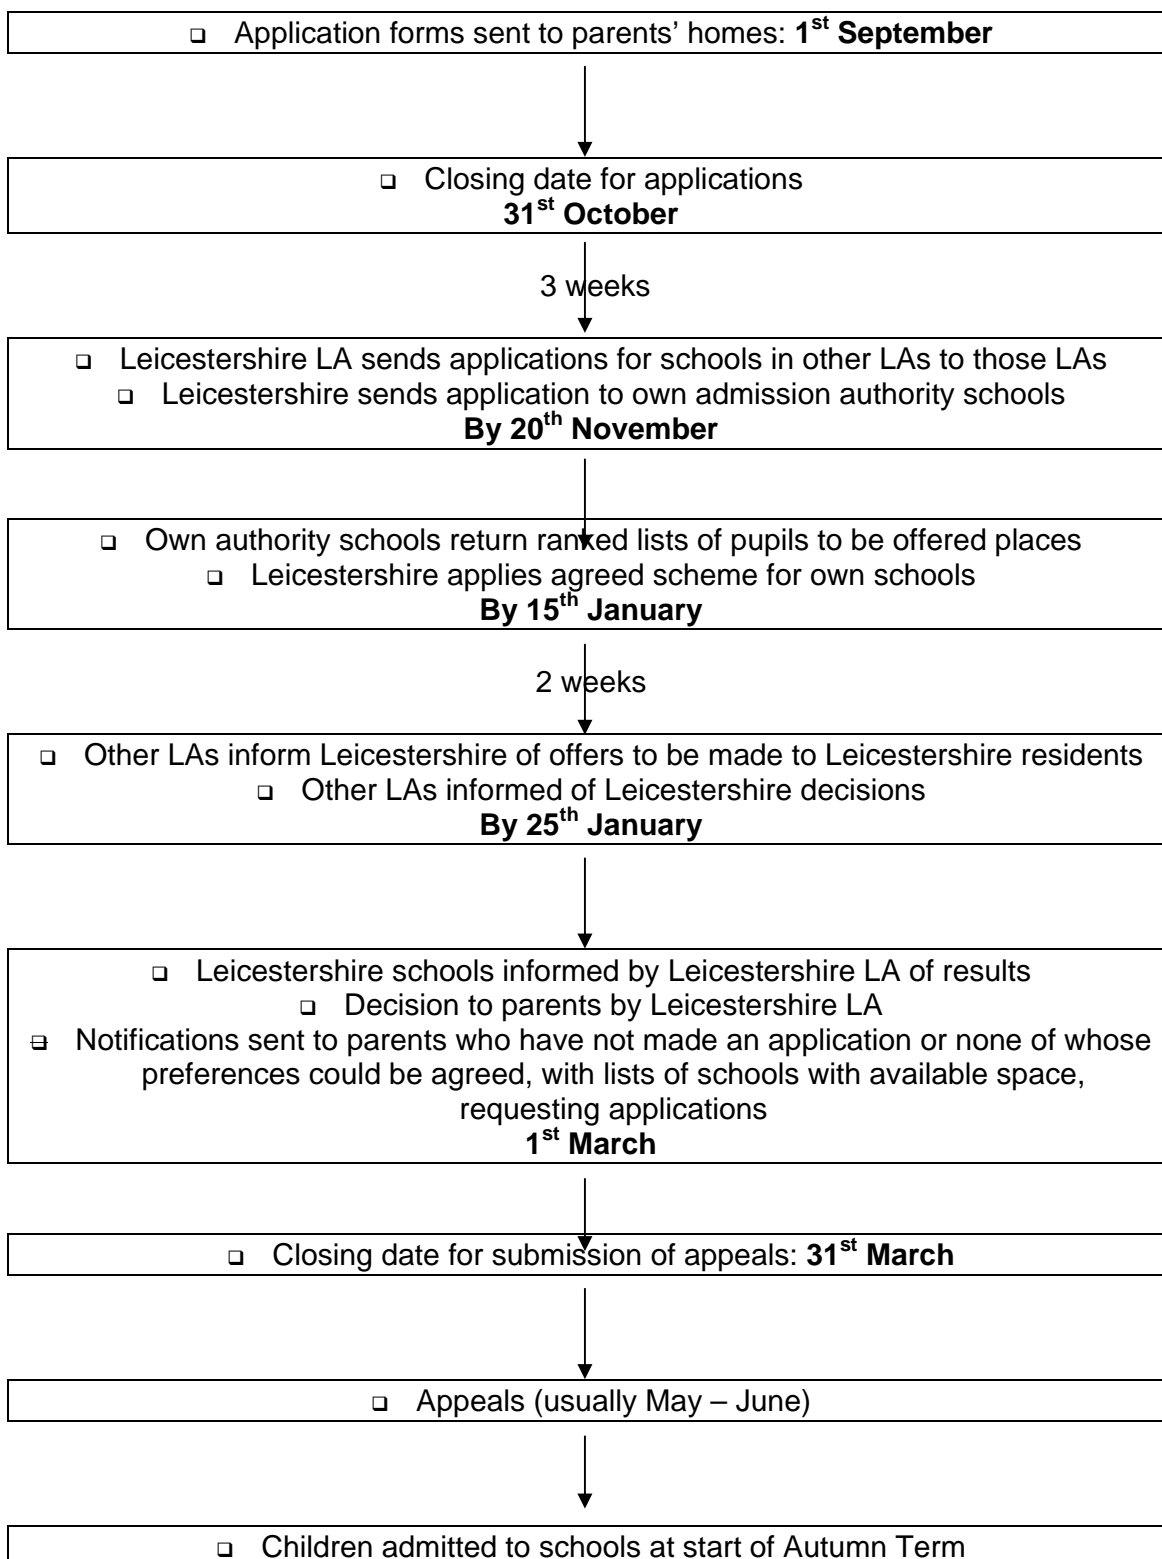 ❑ Application forms sent to parents’ homes: 1st September
❑ Closing date for applications
31st October
3 weeks
❑ Leicestershire LA sends applications for schools in other LAs to those LAs
❑ Leicestershire sends application to own admission authority schools
By 20th November
❑ Own authority schools return ranked lists of pupils to be offered places
❑ Leicestershire applies agreed scheme for own schools
By 15th January
2 weeks
❑ Other LAs inform Leicestershire of offers to be made to Leicestershire residents
❑ Other LAs informed of Leicestershire decisions
By 25th January
❑ Leicestershire schools informed by Leicestershire LA of results
❑ Decision to parents by Leicestershire LA
❑ Notifications sent to parents who have not made an application or none of whose
preferences could be agreed, with lists of schools with available space,
requesting applications
1st March
❑ Closing date for submission of appeals: 31st March
❑ Appeals (usually May – June)
❑ Children admitted to schools at start of Autumn Term